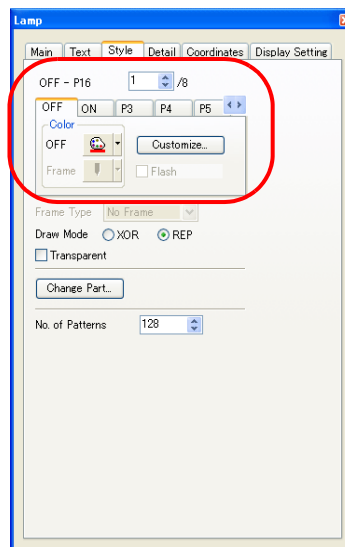 Lamp
Main Text Style Detail Coordinates Display Setting
OFF - P16 1 /8
OFF ON P3 P4 P5
Color
OFF Customize...
Frame Flash
Frame Type No Frame
Draw Mode XOR REP
Transparent
Change Part...
No. of Patterns 128